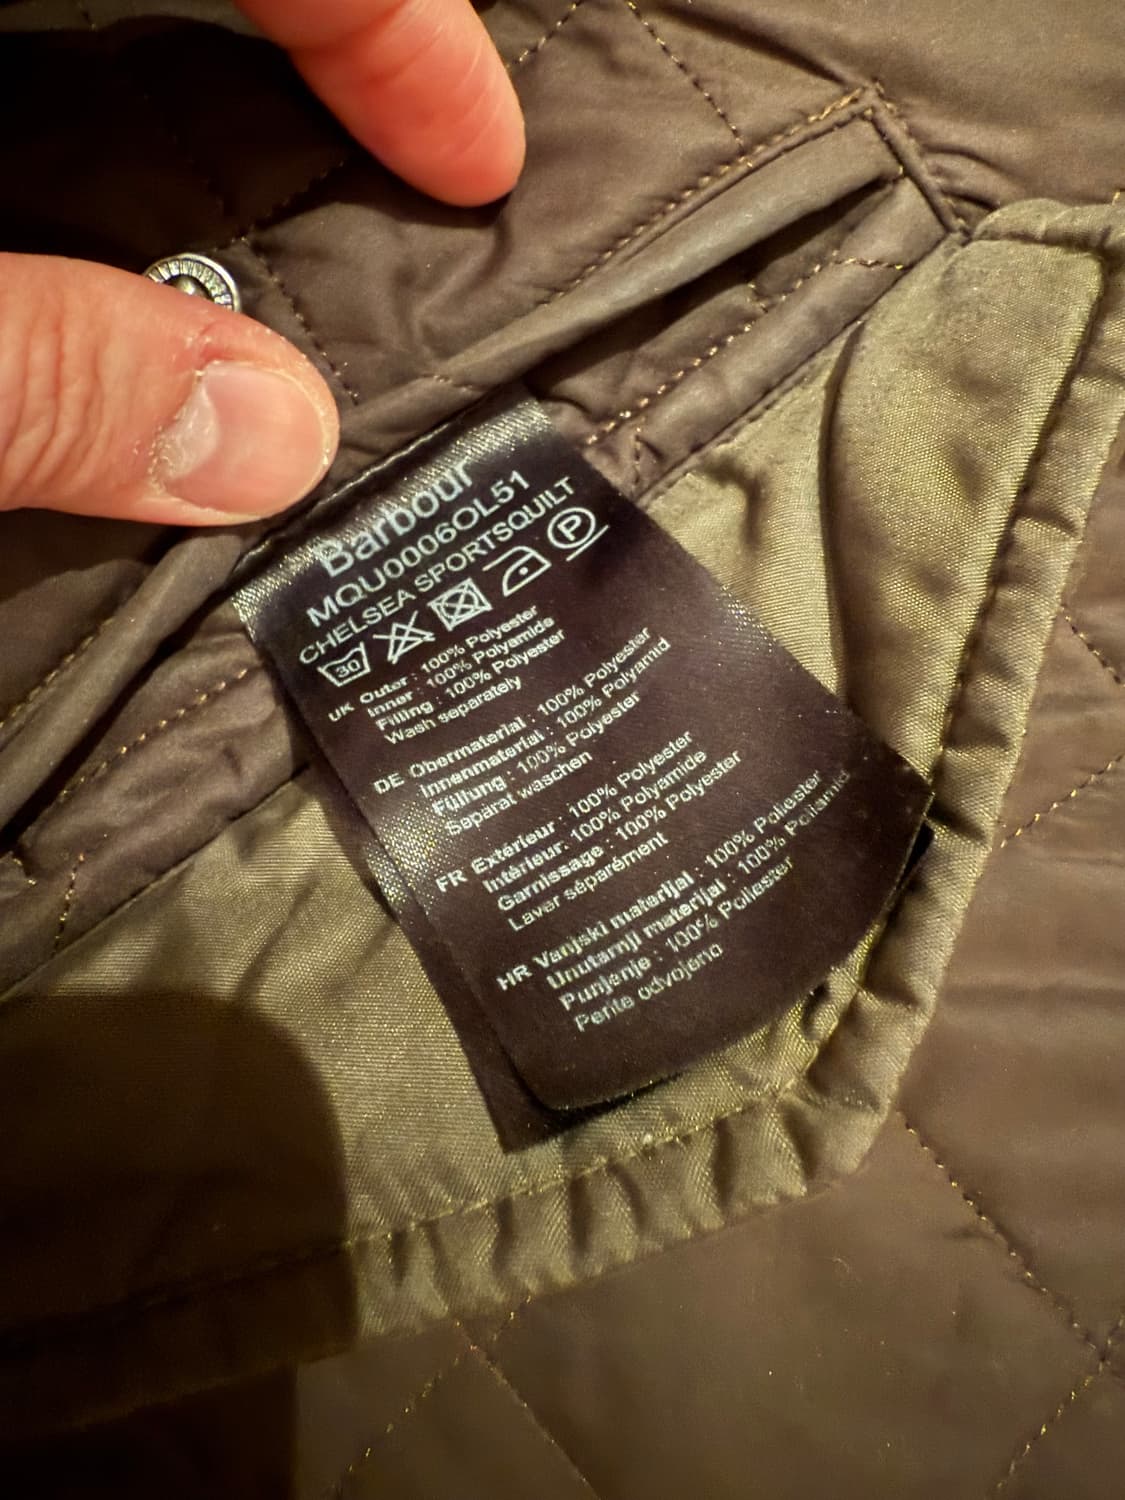 Barbour
MQU0006OL51
CHELSEA SPORTSQUILT
30 P
UK Outer : 100% Polyester
Inner : 100% Polyamide
Filling : 100% Polyester
Wash separately
DE Obermaterial : 100% Polyester
Innenmaterial : 100% Polyamid
Füllung : 100% Polyester
Separat waschen
FR Extérieur : 100% Polyester
Intérieur: 100% Polyamide
Garnissage : 100% Polyester
Laver séparément
HR Vanjski materijal : 100% Poliester
Unutarnji materijal : 100% Poliamid
Punjenje : 100% Poliester
Perite odvojeno